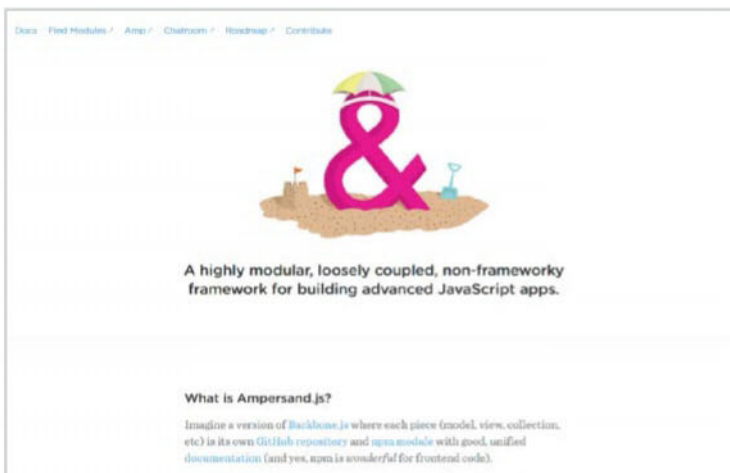 Docs Find Modules↗ Amp↗ Chatroom↗ Roadmap↗ Contribute
&
A highly modular, loosely coupled, non-frameworky
framework for building advanced JavaScript apps.
What is Ampersand.js?
Imagine a version of Backbone.js where each piece (model, view, collection,
etc) is its own GitHub repository and npm module with good, unified
documentation (and yes, npm is wonderful for frontend code).